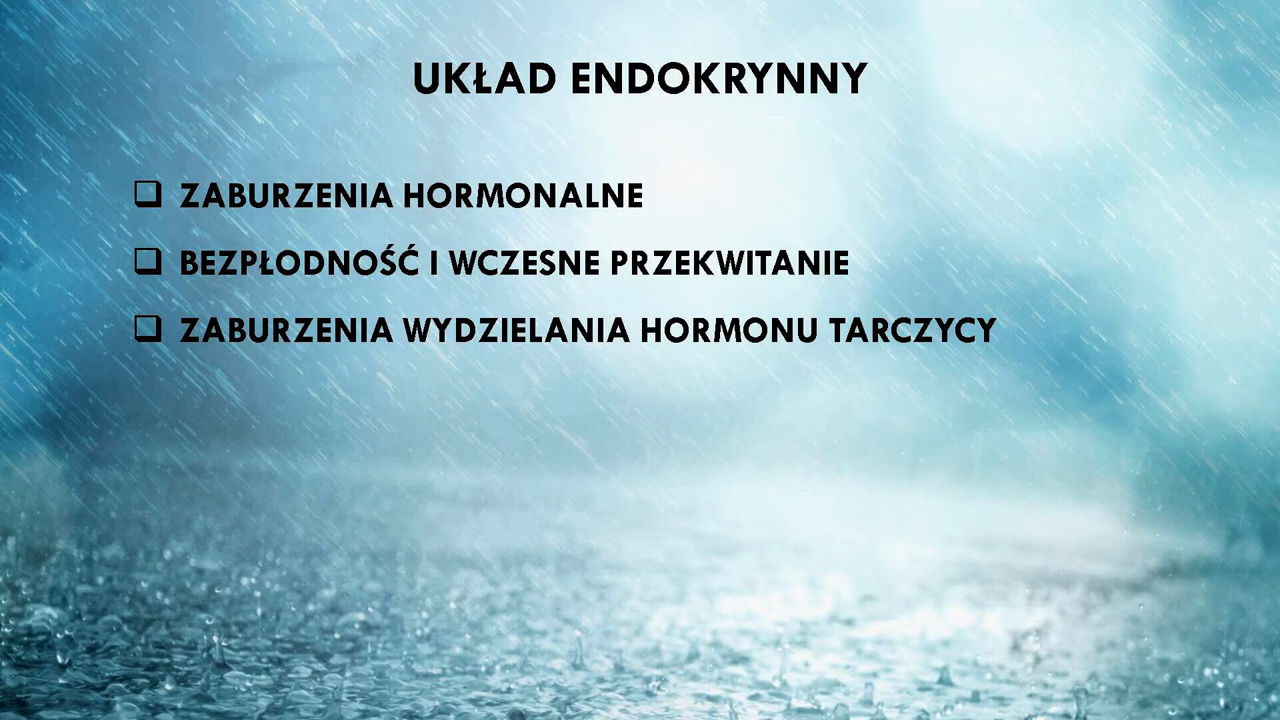 UKŁAD ENDOKRYNNY
❑ ZABURZENIA HORMONALNE
❑ BEZPŁODNOŚĆ I WCZESNE PRZEKWITANIE
❑ ZABURZENIA WYDZIELANIA HORMONU TARCZYCY